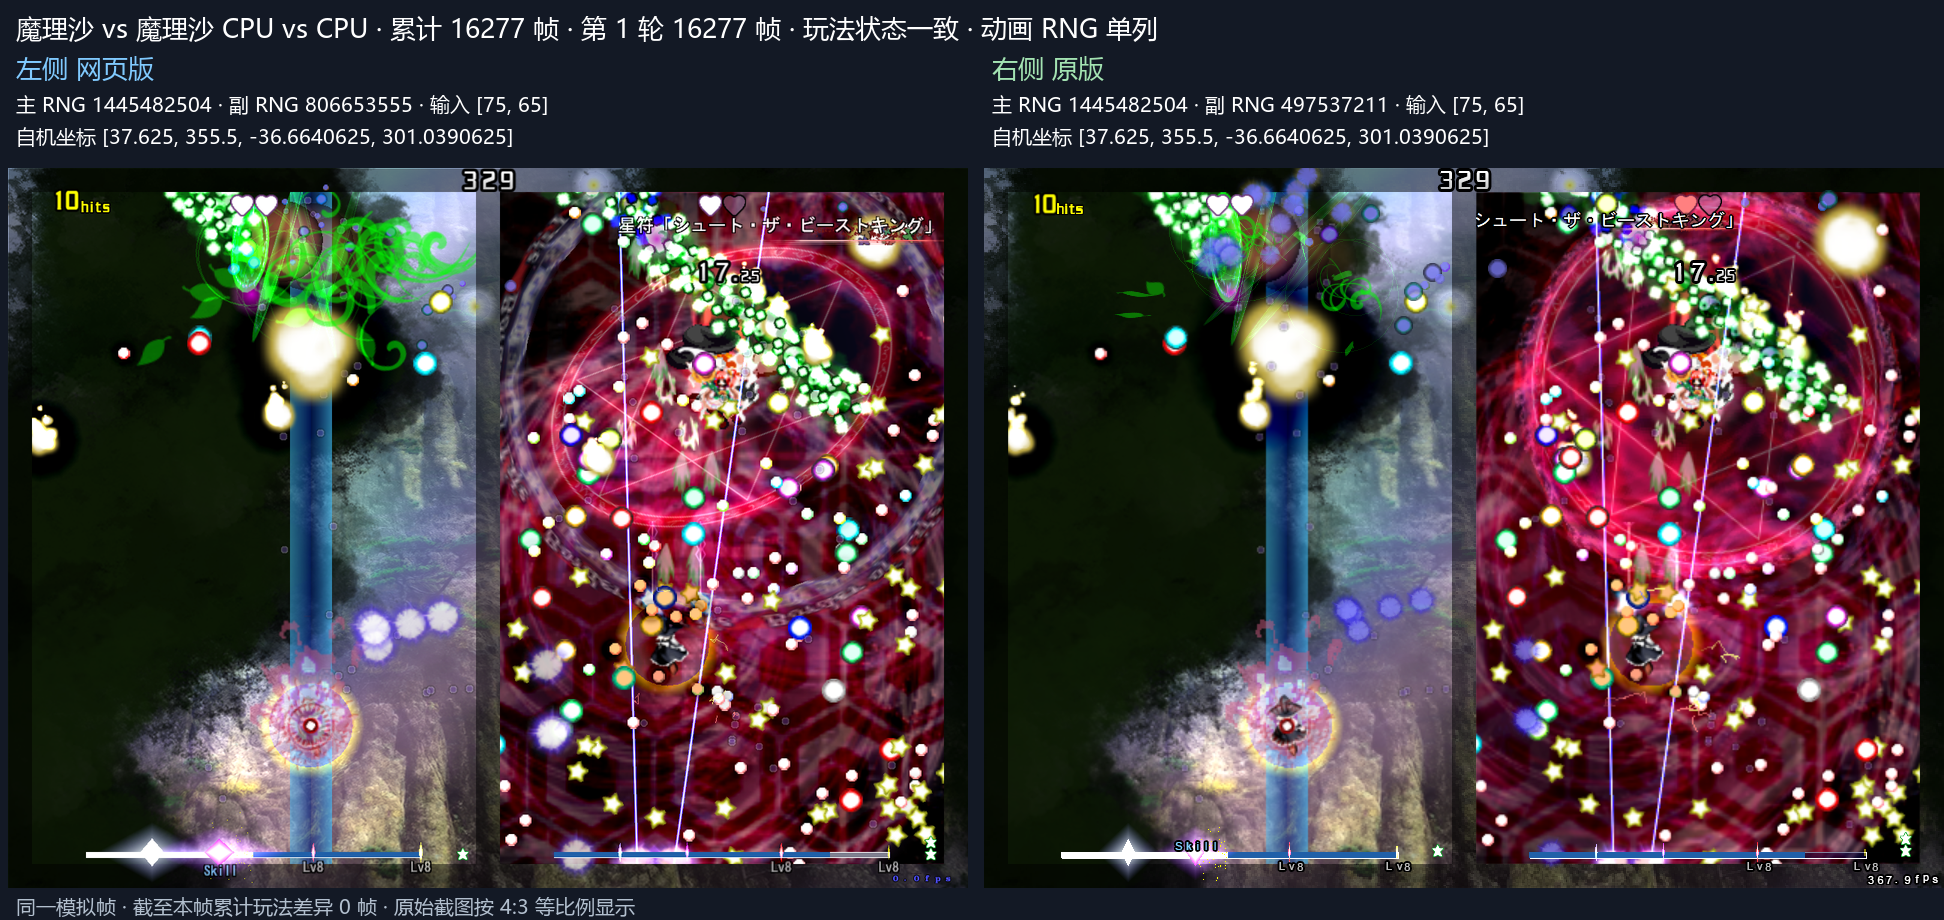 魔理沙 vs 魔理沙 CPU vs CPU · 累计 16277 帧 · 第 1 轮 16277 帧 · 玩法状态一致 · 动画 RNG 单列
左侧 网页版
主 RNG 1445482504 · 副 RNG 806653555 · 输入 [75, 65]
自机坐标 [37.625, 355.5, -36.6640625, 301.0390625]
329
10hits
星符「シュート・ザ・ビーストキング」
17.25
Skill
Lv8
Lv8
Lv8
Lv8
0.0fps
右侧 原版
主 RNG 1445482504 · 副 RNG 497537211 · 输入 [75, 65]
自机坐标 [37.625, 355.5, -36.6640625, 301.0390625]
329
10hits
シュート・ザ・ビーストキング」
17.25
Skill
Lv8
Lv8
Lv8
Lv8
367.9fps
同一模拟帧 · 截至本帧累计玩法差异 0 帧 · 原始截图按 4:3 等比例显示